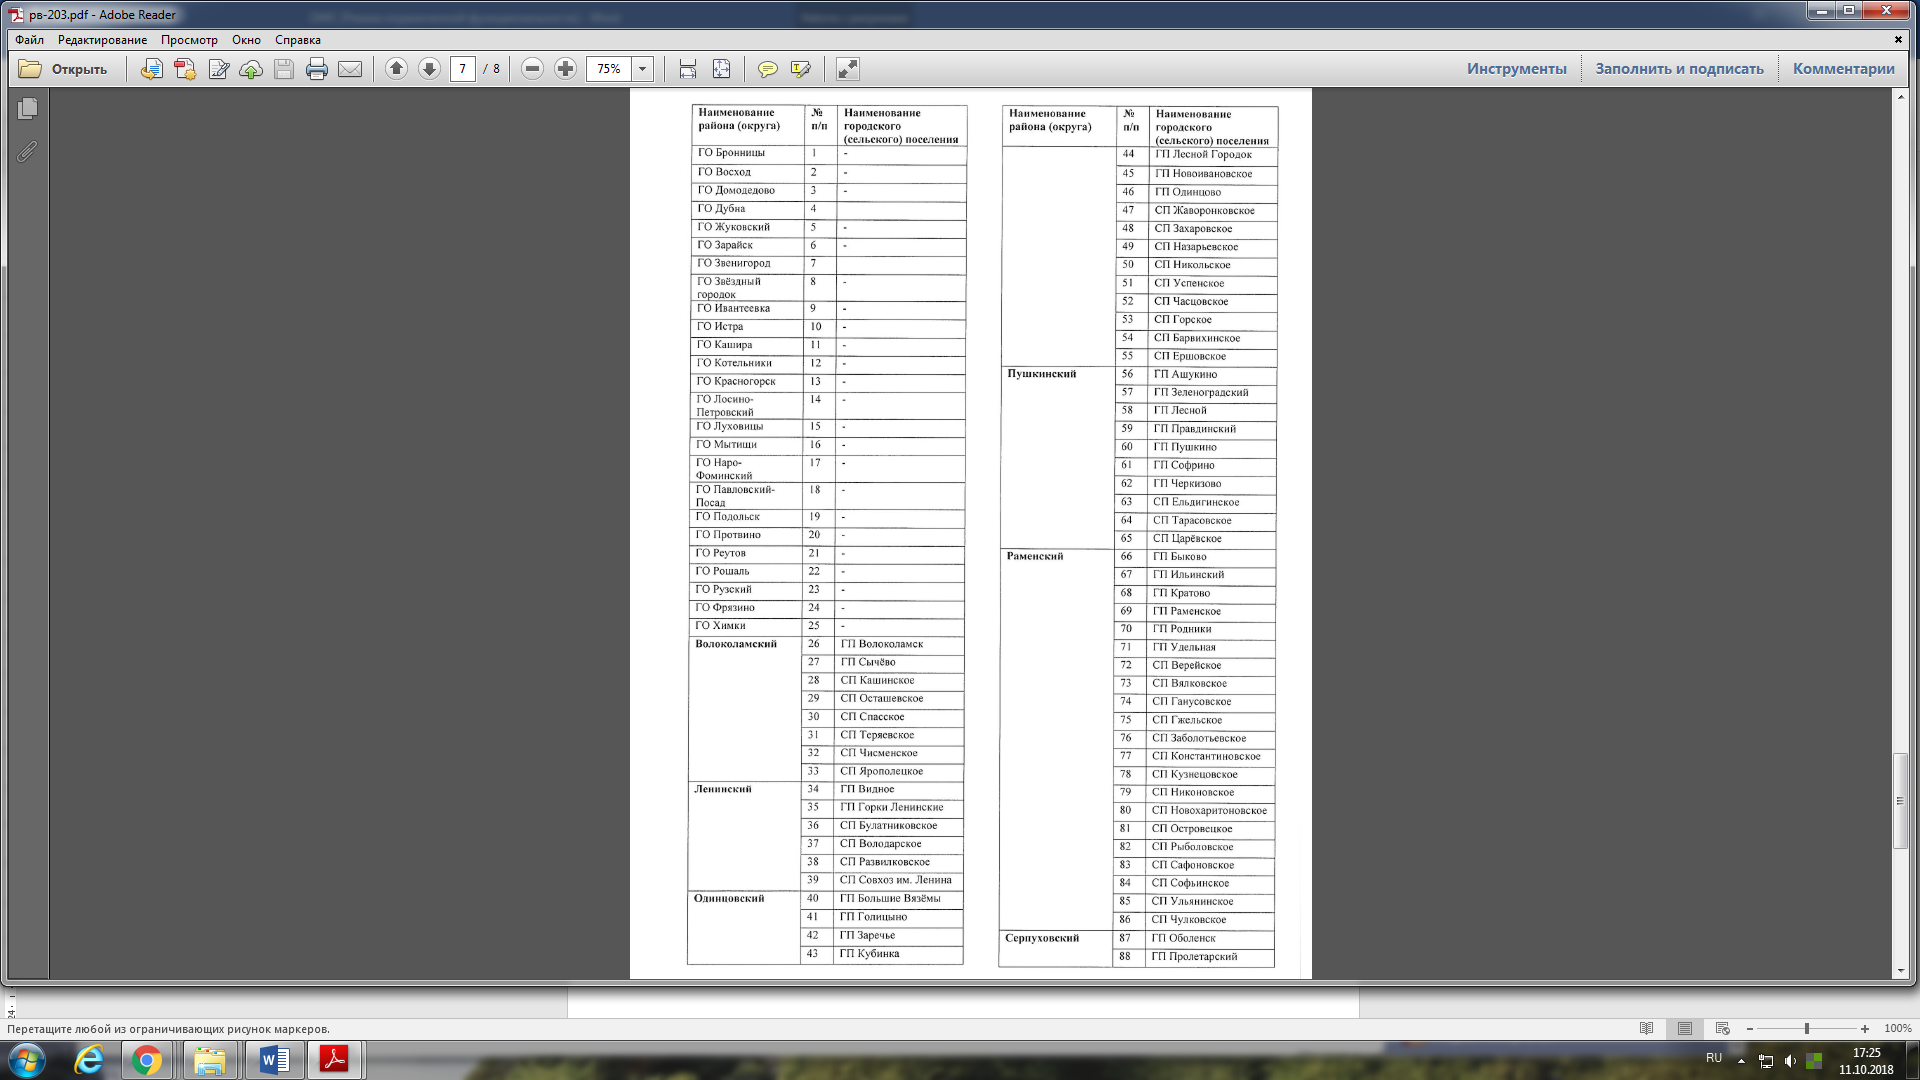 рв-203.pdf - Adobe Reader
Файл Редактирование Просмотр Окно Справка
Открыть 7 / 8 75% Инструменты Заполнить и подписать Комментарии
Наименование района (округа) № п/п Наименование городского (сельского) поселения
ГО Бронницы 1 -
ГО Восход 2 -
ГО Домодедово 3 -
ГО Дубна 4
ГО Жуковский 5 -
ГО Зарайск 6 -
ГО Звенигород 7
ГО Звёздный городок 8 -
ГО Ивантеевка 9 -
ГО Истра 10 -
ГО Кашира 11 -
ГО Котельники 12 -
ГО Красногорск 13 -
ГО Лосино-Петровский 14 -
ГО Луховицы 15 -
ГО Мытищи 16 -
ГО Наро-Фоминский 17 -
ГО Павловский-Посад 18 -
ГО Подольск 19 -
ГО Протвино 20 -
ГО Реутов 21 -
ГО Рошаль 22 -
ГО Рузский 23 -
ГО Фрязино 24 -
ГО Химки 25 -
Волоколамский 26 ГП Волоколамск
27 ГП Сычёво
28 СП Кашинское
29 СП Осташевское
30 СП Спасское
31 СП Теряевское
32 СП Чисменское
33 СП Ярополецкое
Ленинский 34 ГП Видное
35 ГП Горки Ленинские
36 СП Булатниковское
37 СП Володарское
38 СП Развилковское
39 СП Совхоз им. Ленина
Одинцовский 40 ГП Большие Вязёмы
41 ГП Голицыно
42 ГП Заречье
43 ГП Кубинка
Наименование района (округа) № п/п Наименование городского (сельского) поселения
44 ГП Лесной Городок
45 ГП Новоивановское
46 ГП Одинцово
47 СП Жаворонковское
48 СП Захаровское
49 СП Назарьевское
50 СП Никольское
51 СП Успенское
52 СП Часцовское
53 СП Горское
54 СП Барвихинское
55 СП Ершовское
Пушкинский 56 ГП Ашукино
57 ГП Зеленоградский
58 ГП Лесной
59 ГП Правдинский
60 ГП Пушкино
61 ГП Софрино
62 ГП Черкизово
63 СП Ельдигинское
64 СП Тарасовское
65 СП Царёвское
Раменский 66 ГП Быково
67 ГП Ильинский
68 ГП Кратово
69 ГП Раменское
70 ГП Родники
71 ГП Удельная
72 СП Верейское
73 СП Вялковское
74 СП Ганусовское
75 СП Гжельское
76 СП Заболотьевское
77 СП Константиновское
78 СП Кузнецовское
79 СП Никоновское
80 СП Новохаритоновское
81 СП Островецкое
82 СП Рыболовское
83 СП Сафоновское
84 СП Софьинское
85 СП Ульянинское
86 СП Чулковское
Серпуховский 87 ГП Оболенск
88 ГП Пролетарский
24
Перетащите любой из ограничивающих рисунок маркеров. 100%
RU 17:25
11.10.2018